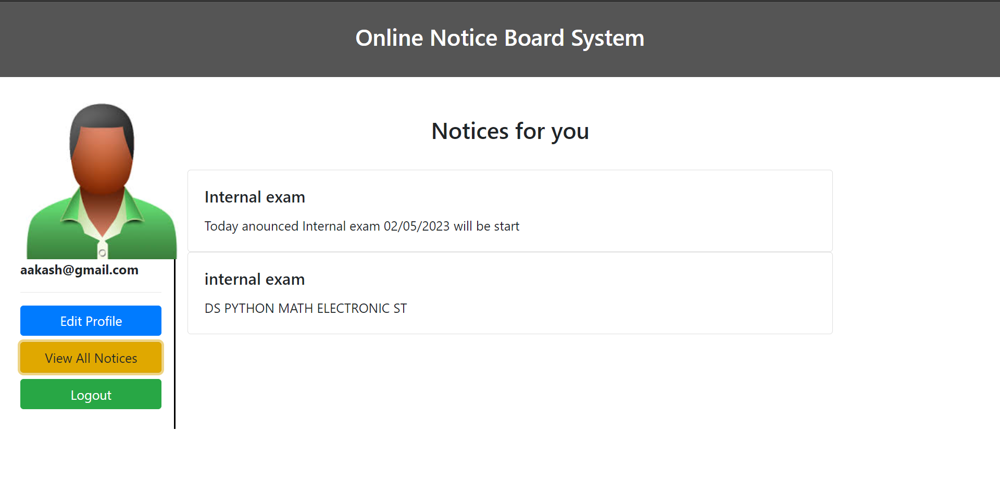 Online Notice Board System
aakash@gmail.com
Edit Profile
View All Notices
Logout
Notices for you
Internal exam
Today anounced Internal exam 02/05/2023 will be start
internal exam
DS PYTHON MATH ELECTRONIC ST